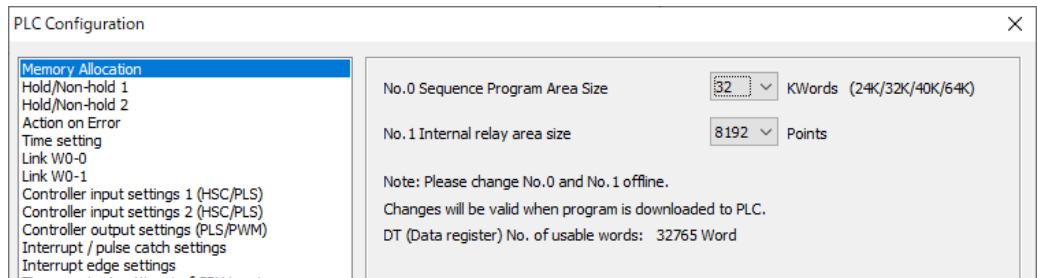 PLC Configuration
Memory Allocation
Hold/Non-hold 1
Hold/Non-hold 2
Action on Error
Time setting
Link W0-0
Link W0-1
Controller input settings 1 (HSC/PLS)
Controller input settings 2 (HSC/PLS)
Controller output settings (PLS/PWM)
Interrupt / pulse catch settings
Interrupt edge settings
No.0 Sequence Program Area Size 32 KWords (24K/32K/40K/64K)
No.1 Internal relay area size 8192 Points
Note: Please change No.0 and No.1 offline.
Changes will be valid when program is downloaded to PLC.
DT (Data register) No. of usable words: 32765 Word